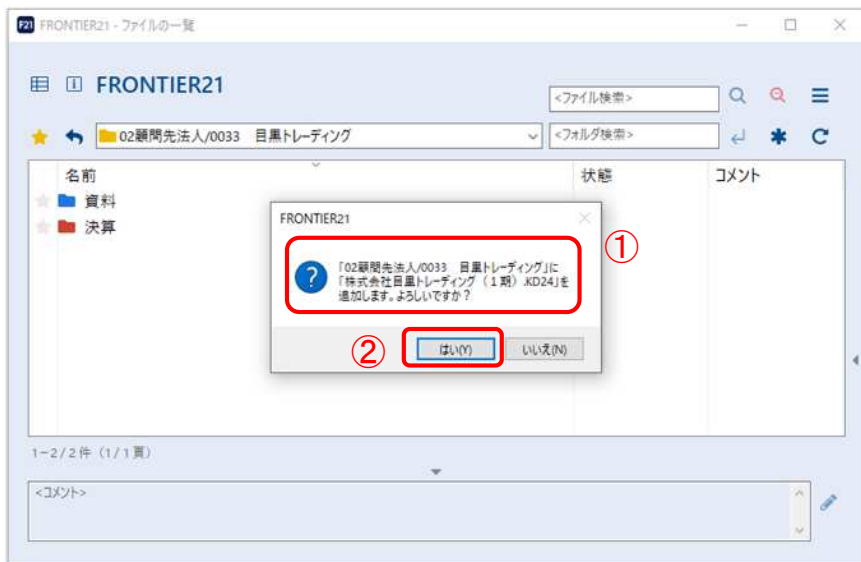 F21 FRONTIER21 - ファイルの一覧
FRONTIER21
<ファイル検索>
02顧問先法人/0033　目黒トレーディング
<フォルダ検索>
名前 状態 コメント
資料
決算
FRONTIER21
①
「02顧問先法人/0033　目黒トレーディング」に
「株式会社目黒トレーディング（１期）.KD24」を
追加します。よろしいですか？
②
はい(Y) いいえ(N)
1－2 / 2 件（1 / 1 頁）
<コメント>